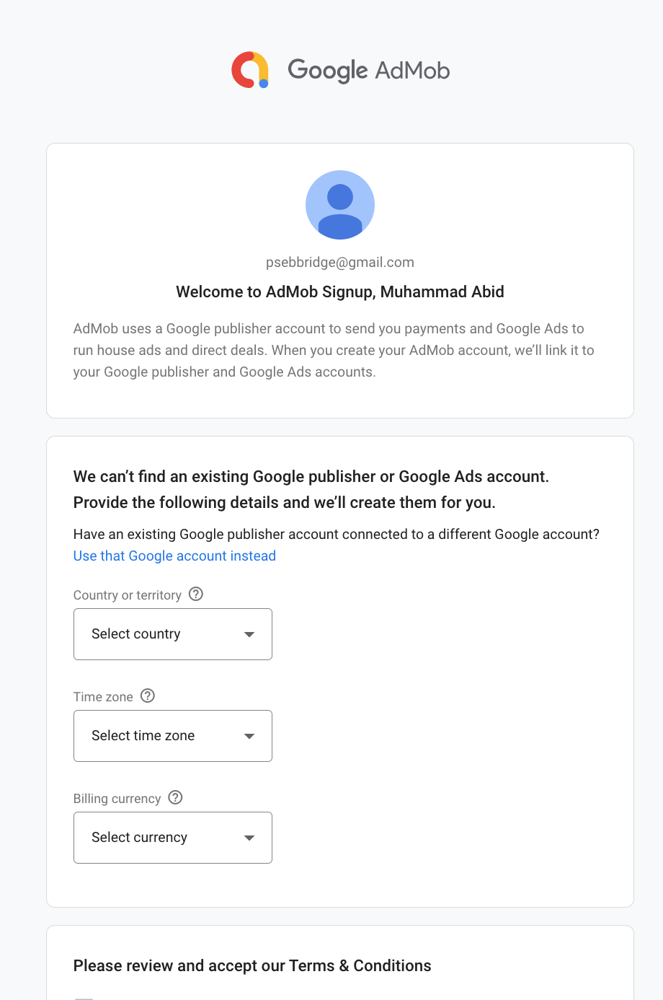 Google AdMob
psebbridge@gmail.com
Welcome to AdMob Signup, Muhammad Abid
AdMob uses a Google publisher account to send you payments and Google Ads to
run house ads and direct deals. When you create your AdMob account, we’ll link it to
your Google publisher and Google Ads accounts.
We can’t find an existing Google publisher or Google Ads account.
Provide the following details and we’ll create them for you.
Have an existing Google publisher account connected to a different Google account?
Use that Google account instead
Country or territory
Select country
Time zone
Select time zone
Billing currency
Select currency
Please review and accept our Terms & Conditions